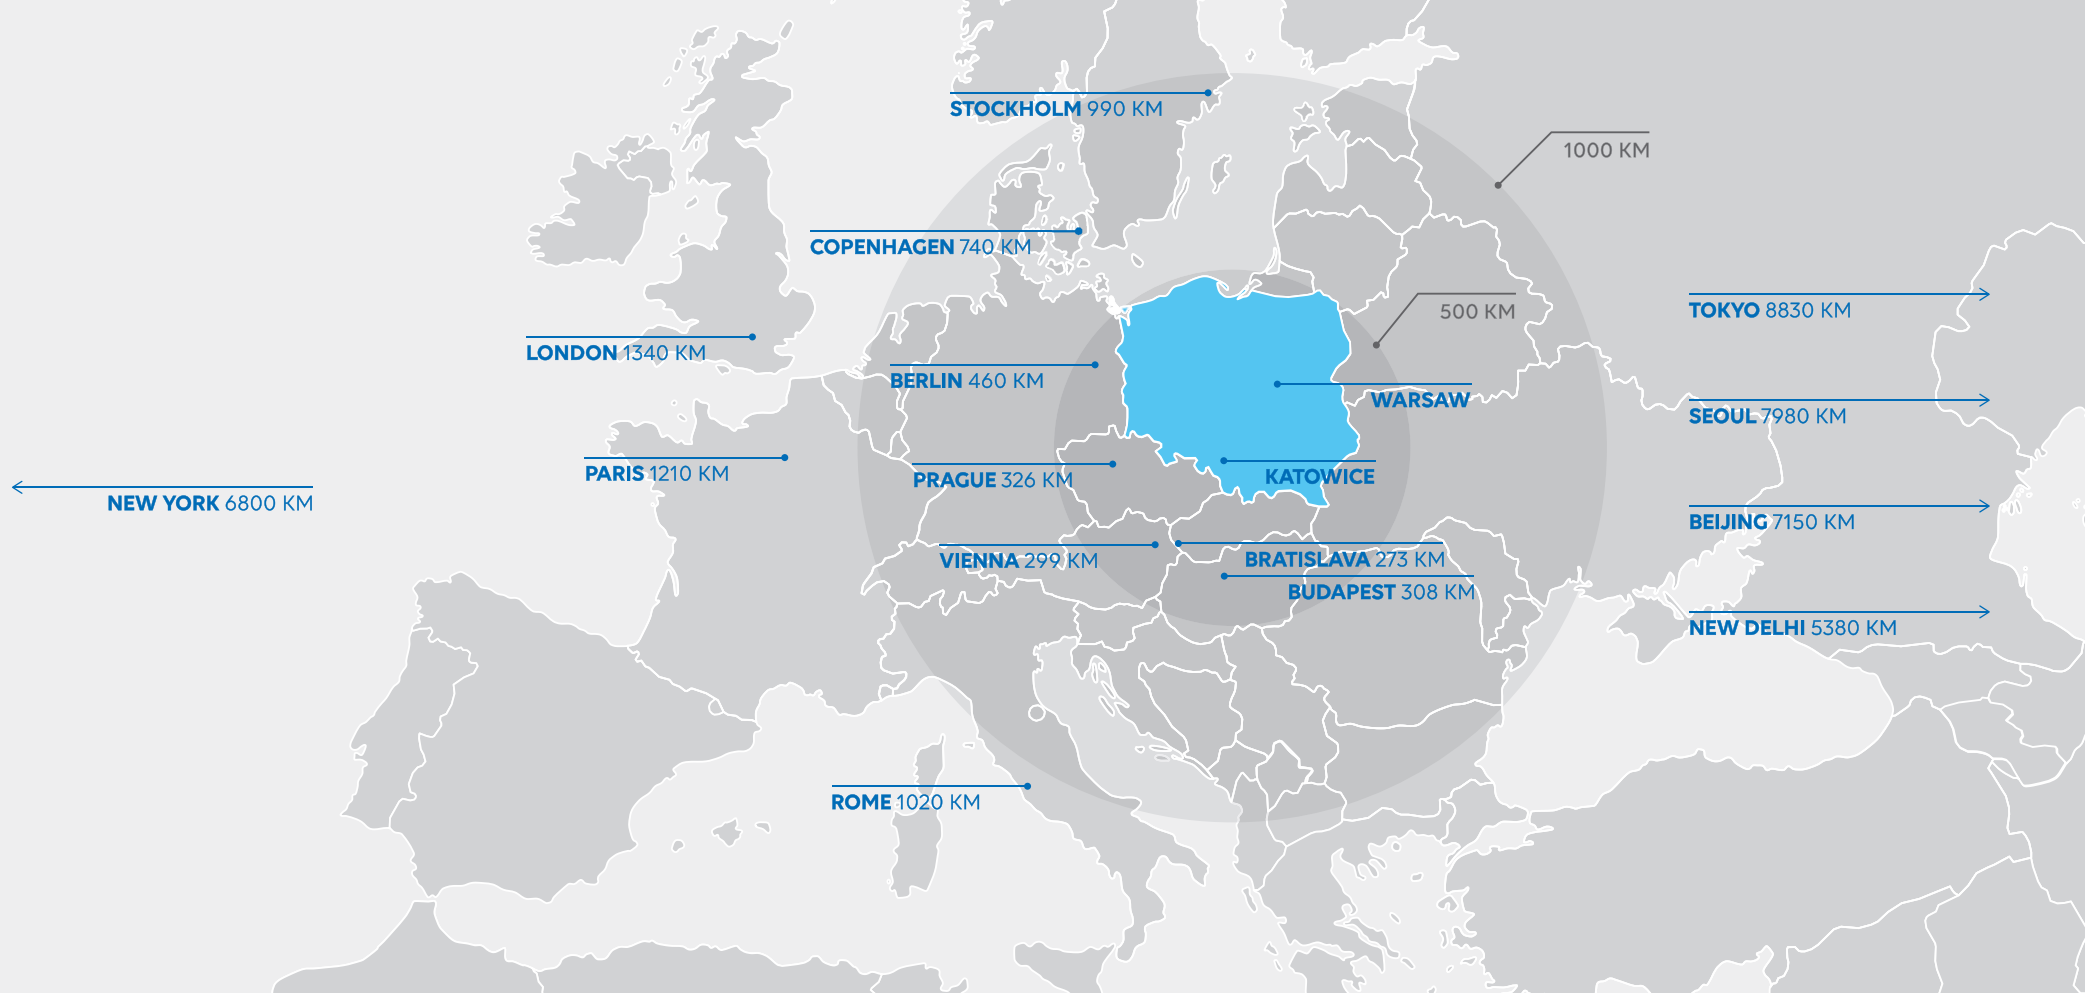 STOCKHOLM 990 KM
1000 KM
COPENHAGEN 740 KM
500 KM
TOKYO 8830 KM
LONDON 1340 KM
BERLIN 460 KM
WARSAW
SEOUL 7980 KM
PARIS 1210 KM
PRAGUE 326 KM
KATOWICE
NEW YORK 6800 KM
BEIJING 7150 KM
VIENNA 299 KM
BRATISLAVA 273 KM
BUDAPEST 308 KM
NEW DELHI 5380 KM
ROME 1020 KM